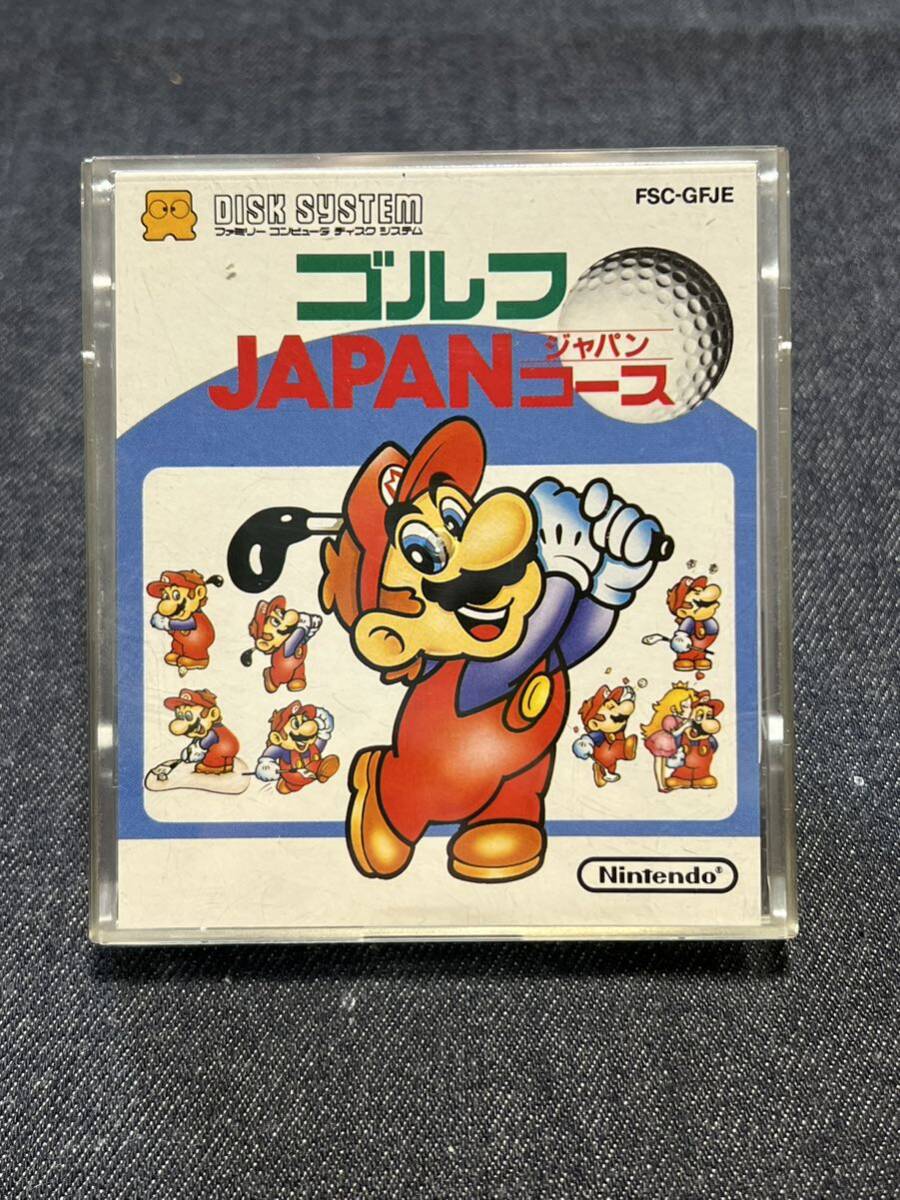 DISK SYSTEM
ファミリー コンピュータ ディスク システム
FSC-GFJE
ゴルフ
JAPANコース
ジャパン
M
Nintendo®